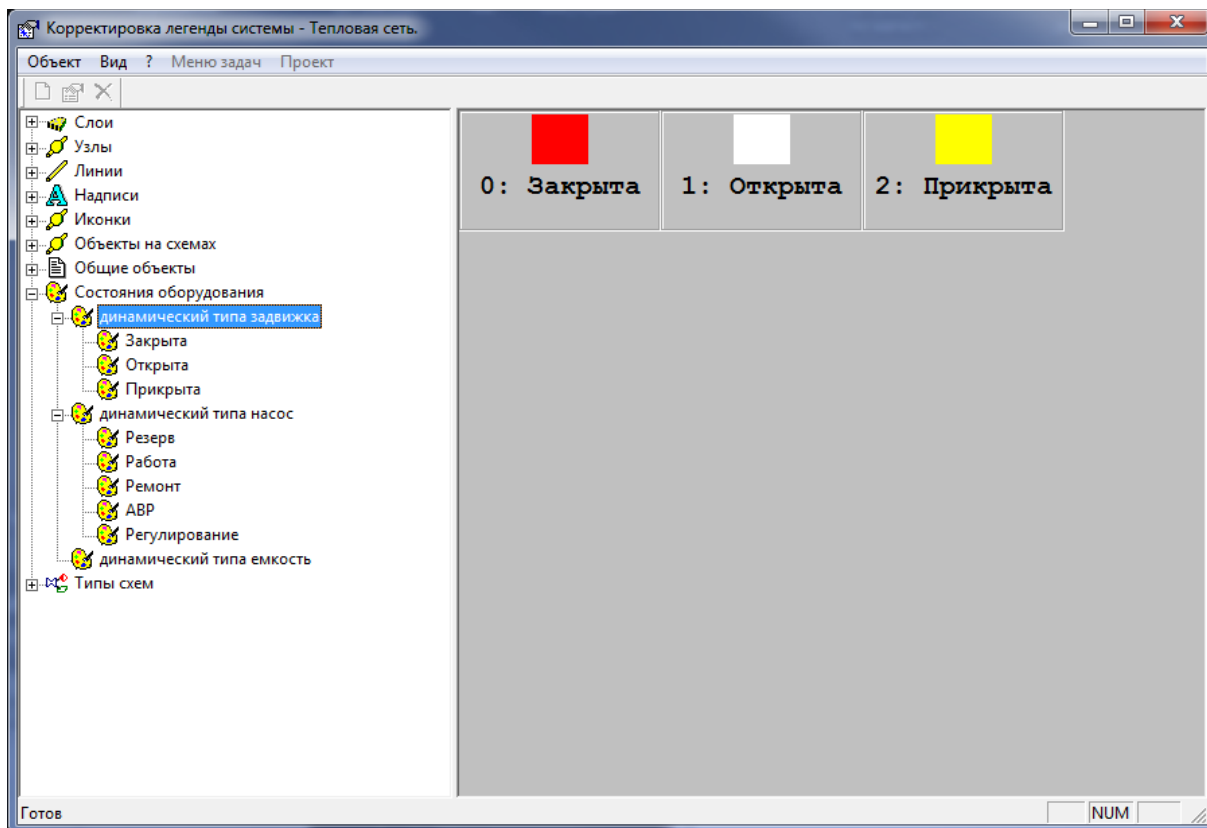 Корректировка легенды системы - Тепловая сеть.
Объект Вид ? Меню задач Проект
Слои
Узлы
Линии
Надписи
Иконки
Объекты на схемах
Общие объекты
Состояния оборудования
динамический типа задвижка
Закрыта
Открыта
Прикрыта
динамический типа насос
Резерв
Работа
Ремонт
АВР
Регулирование
динамический типа емкость
Типы схем
0: Закрыта 1: Открыта 2: Прикрыта
Готов NUM